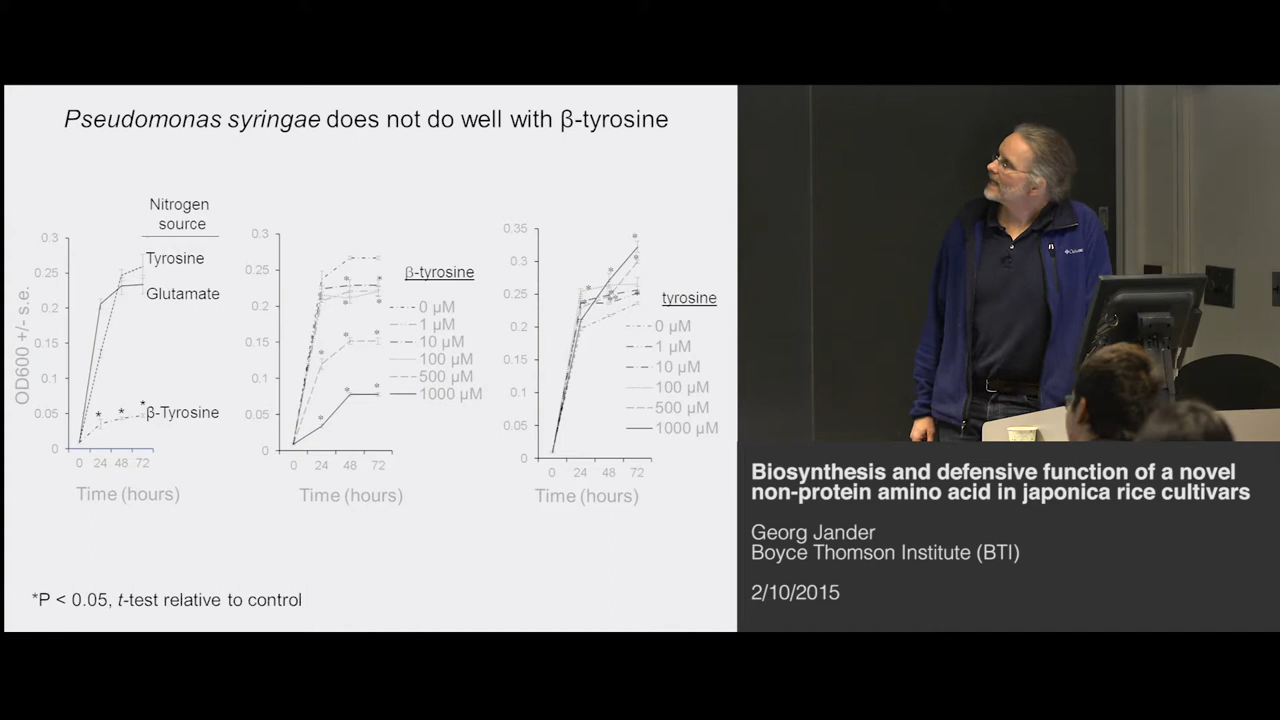 Pseudomonas syringae does not do well with β-tyrosine
Nitrogen
source
Tyrosine
Glutamate
β-Tyrosine
OD600 +/- s.e.
0.3
0.25
0.2
0.15
0.1
0.05
0
0 24 48 72
Time (hours)
0.3
0.25
0.2
0.15
0.1
0.05
0
0 24 48 72
Time (hours)
β-tyrosine
0 µM
1 µM
10 µM
100 µM
500 µM
1000 µM
0.35
0.3
0.25
0.2
0.15
0.1
0.05
0
0 24 48 72
Time (hours)
tyrosine
0 µM
1 µM
10 µM
100 µM
500 µM
1000 µM
*P < 0.05, t-test relative to control
Columbia
Biosynthesis and defensive function of a novel
non-protein amino acid in japonica rice cultivars
Georg Jander
Boyce Thomson Institute (BTI)
2/10/2015